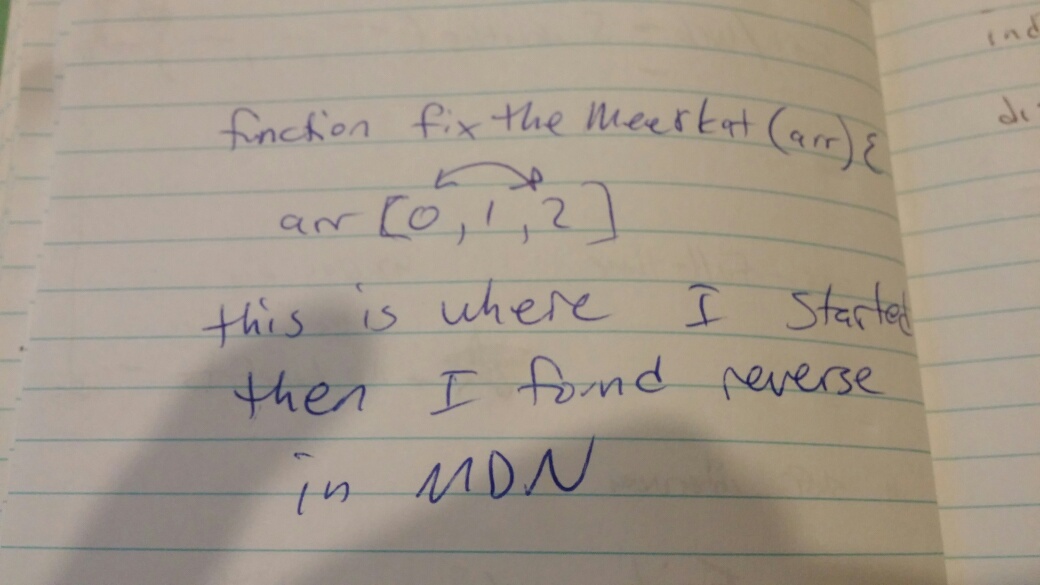 function fix the Meerkat (arr) {
arr [0, 1, 2]
this is where I started
then I found reverse
in MDN
ind
di